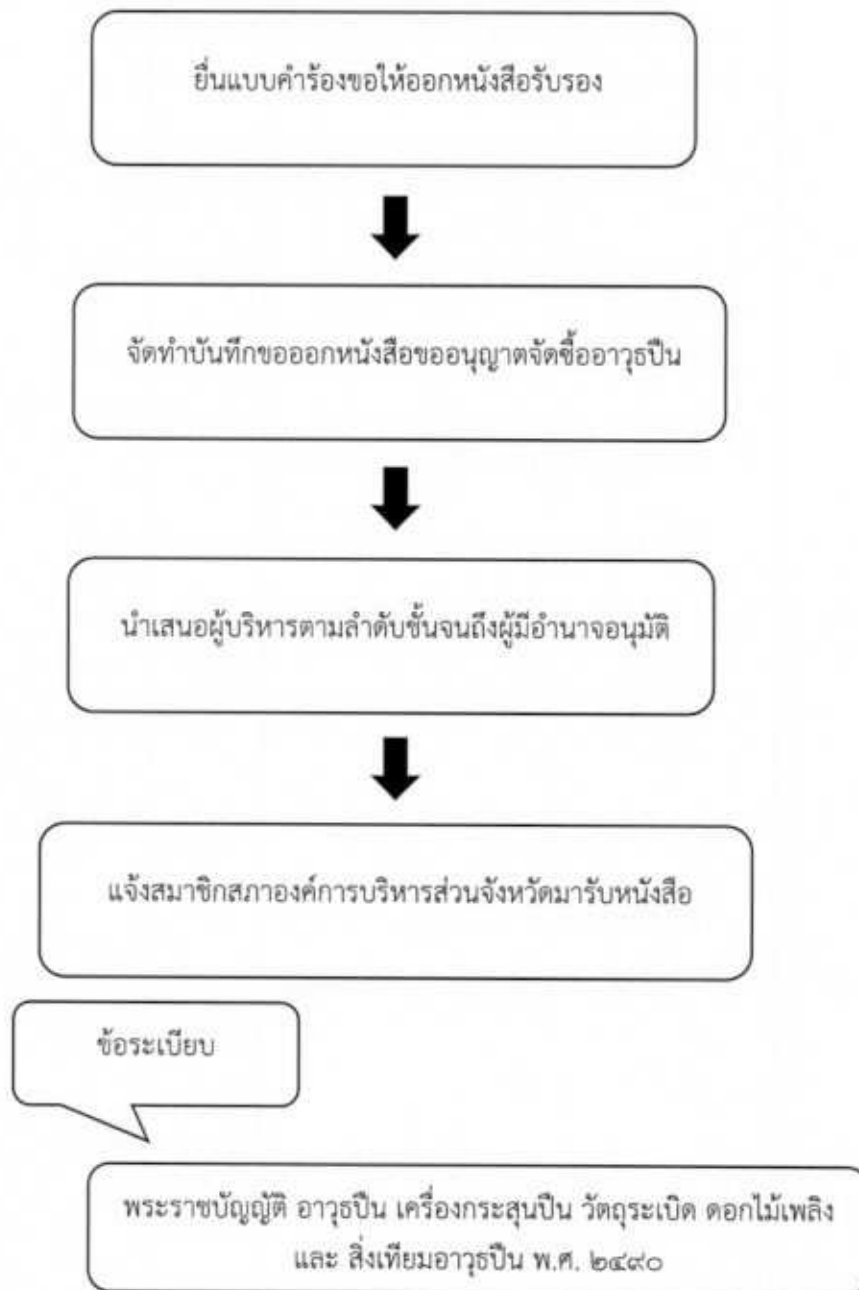 ยื่นแบบคำร้องขอให้ออกหนังสือรับรอง
จัดทำบันทึกขอออกหนังสือขออนุญาตจัดซื้ออาวุธปืน
นำเสนอผู้บริหารตามลำดับชั้นจนถึงผู้มีอำนาจอนุมัติ
แจ้งสมาชิกสภาองค์การบริหารส่วนจังหวัดมารับหนังสือ
ข้อระเบียบ
พระราชบัญญัติ อาวุธปืน เครื่องกระสุนปืน วัตถุระเบิด ดอกไม้เพลิง
และ สิ่งเทียมอาวุธปืน พ.ศ. ๒๔๙๐